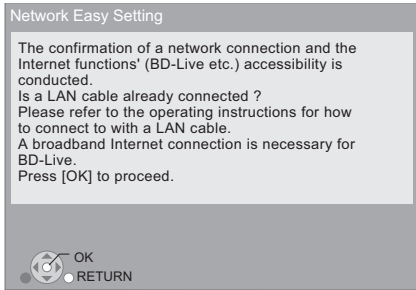 Network Easy Setting
The confirmation of a network connection and the
Internet functions' (BD-Live etc.) accessibility is
conducted.
Is a LAN cable already connected ?
Please refer to the operating instructions for how
to connect to with a LAN cable.
A broadband Internet connection is necessary for
BD-Live.
Press [OK] to proceed.
OK
RETURN